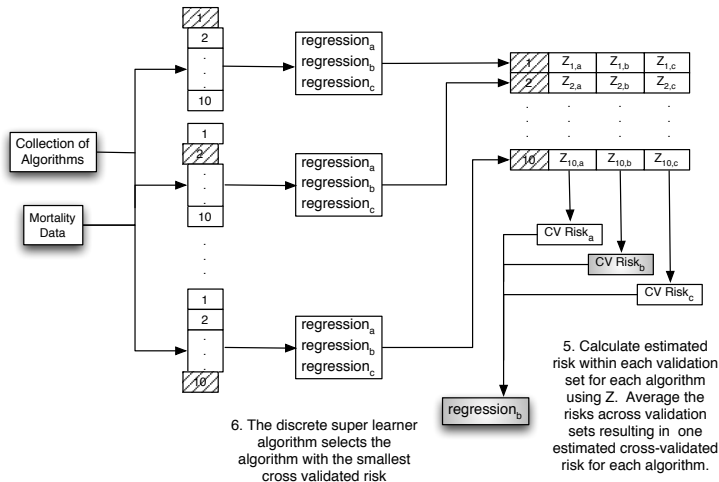 1
2
.
.
.
10
regression_a
regression_b
regression_c
1 Z_1,a Z_1,b Z_1,c
2 Z_2,a Z_2,b Z_2,c
. . . .
. . . .
10 Z_10,a Z_10,b Z_10,c
Collection of
Algorithms
Mortality
Data
1
2
.
.
.
10
regression_a
regression_b
regression_c
.
.
.
1
2
.
.
.
10
regression_a
regression_b
regression_c
CV Risk_a
CV Risk_b
CV Risk_c
regression_b
5. Calculate estimated
risk within each validation
set for each algorithm
using Z. Average the
risks across validation
sets resulting in one
estimated cross-validated
risk for each algorithm.
6. The discrete super learner
algorithm selects the
algorithm with the smallest
cross validated risk